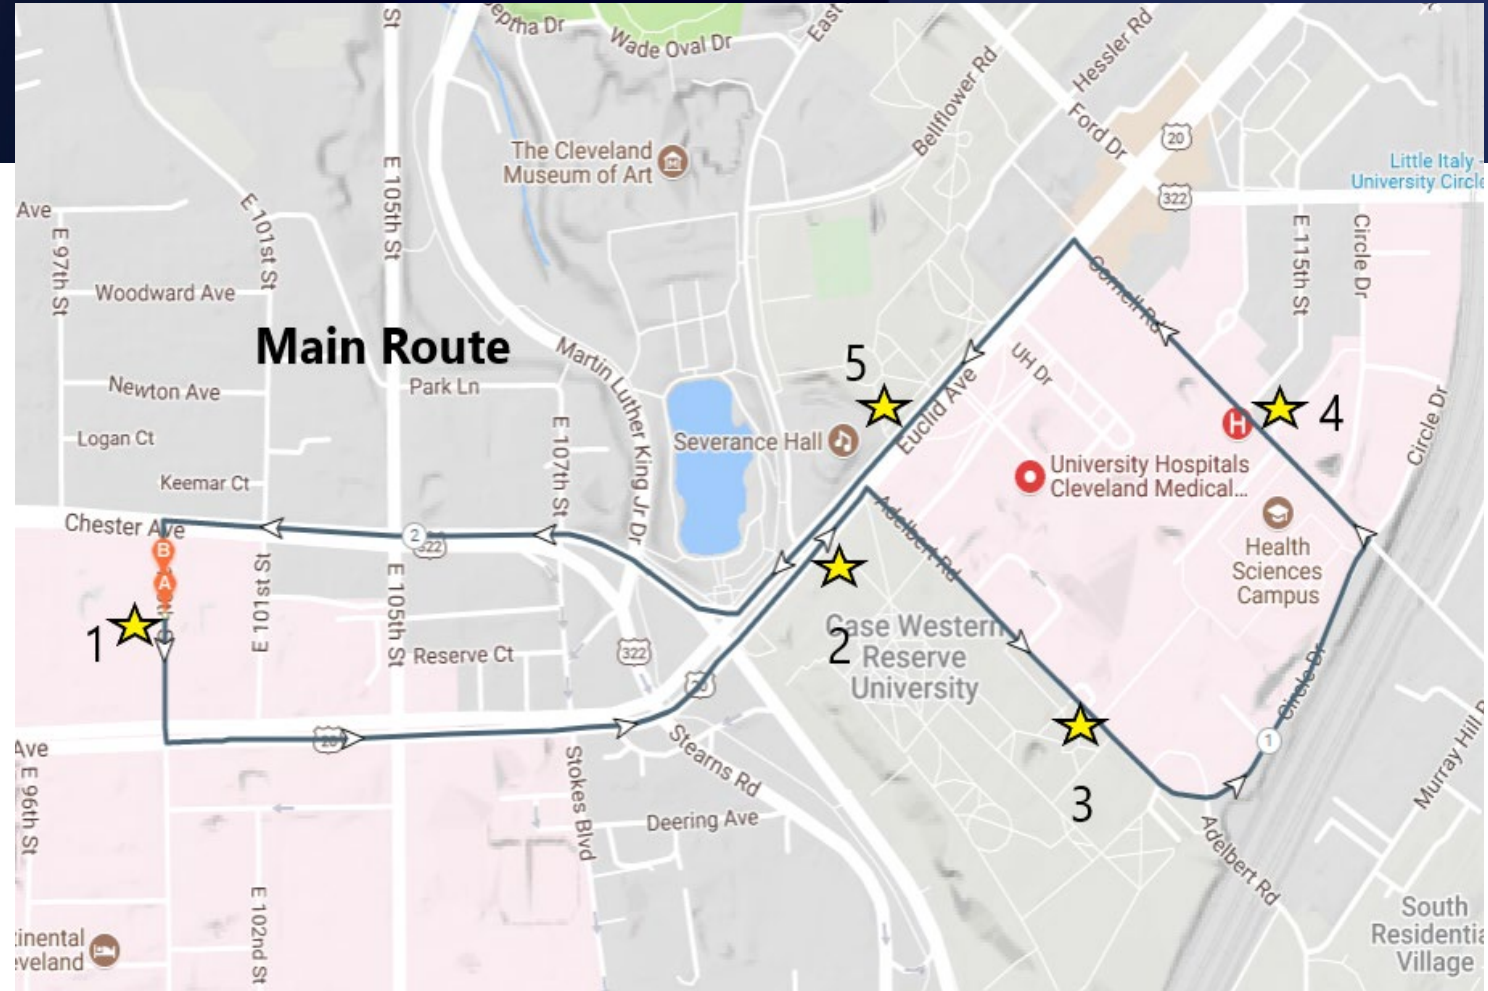 St
Wade Oval Dr
East
Hessler Rd
Bellflower Rd
Ford Dr
20
The Cleveland
Museum of Art
Little Italy -
University Circle
322
E 105th St
E 101st St
Ave
E 97th St
E 115th St
Circle Dr
Woodward Ave
Cornell Rd
Main Route
Martin Luther King Jr Dr
UH Dr
5
Newton Ave
Park Ln
Euclid Ave
4
Circle Dr
H
Logan Ct
E 107th St
Severance Hall
University Hospitals
Cleveland Medical...
Keemar Ct
Chester Ave
B
A
2
322
Adelbert Rd
Health
Sciences
Campus
E 101st St
E 105th St
1
2
Case Western
Reserve
University
Reserve Ct
322
20
Circle Dr
20
Ave
1
E 96th St
Stearns Rd
Stokes Blvd
3
Deering Ave
Murray Hill
Adelbert Rd
E 102nd St
South
Residentia
Village
tinental
eveland